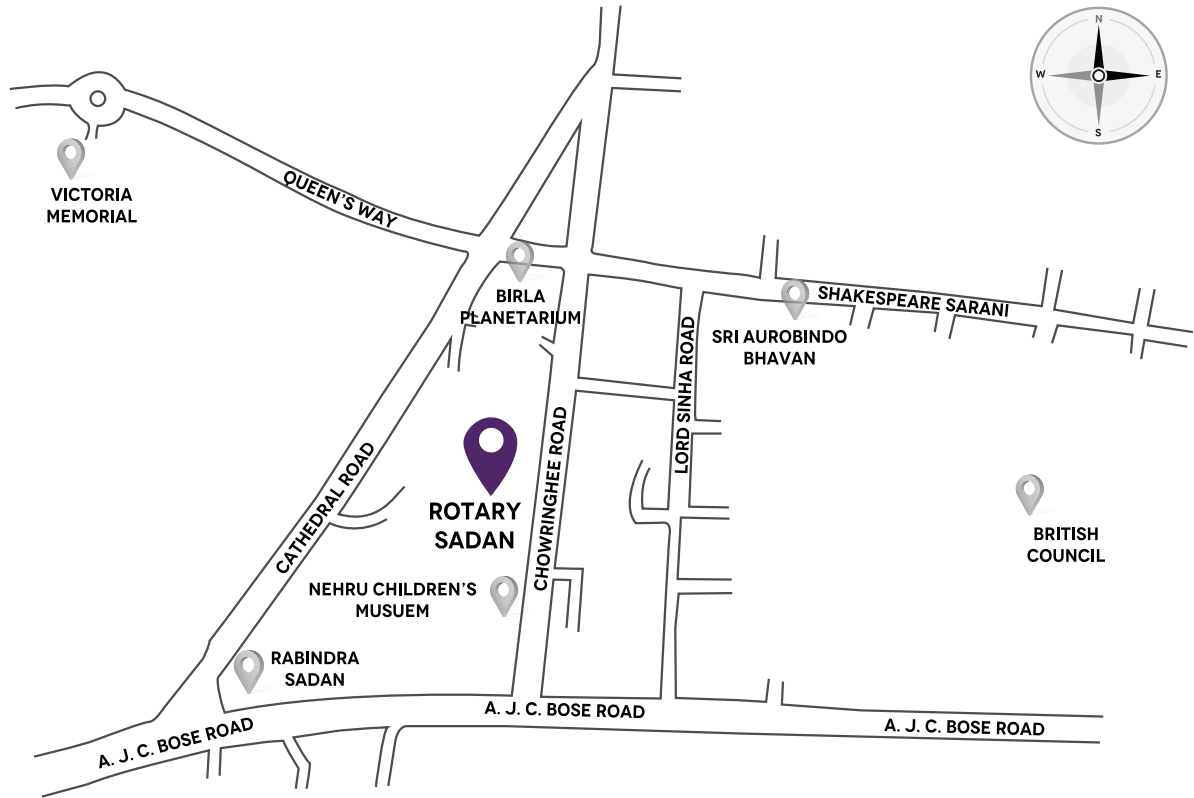 N
W
E
S
VICTORIA
MEMORIAL
QUEEN'S WAY
BIRLA
PLANETARIUM
SHAKESPEARE SARANI
SRI AUROBINDO
BHAVAN
LORD SINHA ROAD
CHOWRINGHEE ROAD
CATHEDRAL ROAD
ROTARY
SADAN
BRITISH
COUNCIL
NEHRU CHILDREN'S
MUSUEM
RABINDRA
SADAN
A. J. C. BOSE ROAD
A. J. C. BOSE ROAD
A. J. C. BOSE ROAD